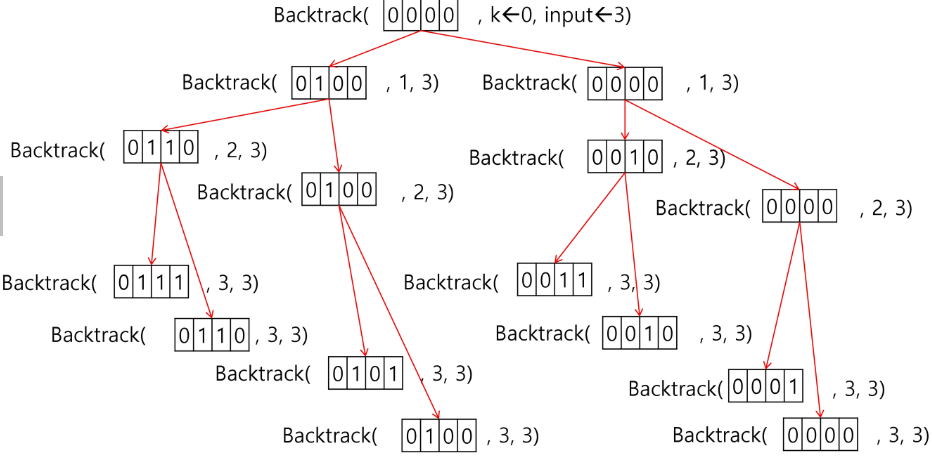 Backtrack( 0 0 0 0 , k←0, input←3)
Backtrack( 0 1 0 0 , 1, 3)
Backtrack( 0 0 0 0 , 1, 3)
Backtrack( 0 1 1 0 , 2, 3)
Backtrack( 0 0 1 0 , 2, 3)
Backtrack( 0 1 0 0 , 2, 3)
Backtrack( 0 0 0 0 , 2, 3)
Backtrack( 0 1 1 1 , 3, 3)
Backtrack( 0 0 1 1 , 3, 3)
Backtrack( 0 1 1 0 , 3, 3)
Backtrack( 0 0 1 0 , 3, 3)
Backtrack( 0 1 0 1 , 3, 3)
Backtrack( 0 0 0 1 , 3, 3)
Backtrack( 0 1 0 0 , 3, 3)
Backtrack( 0 0 0 0 , 3, 3)